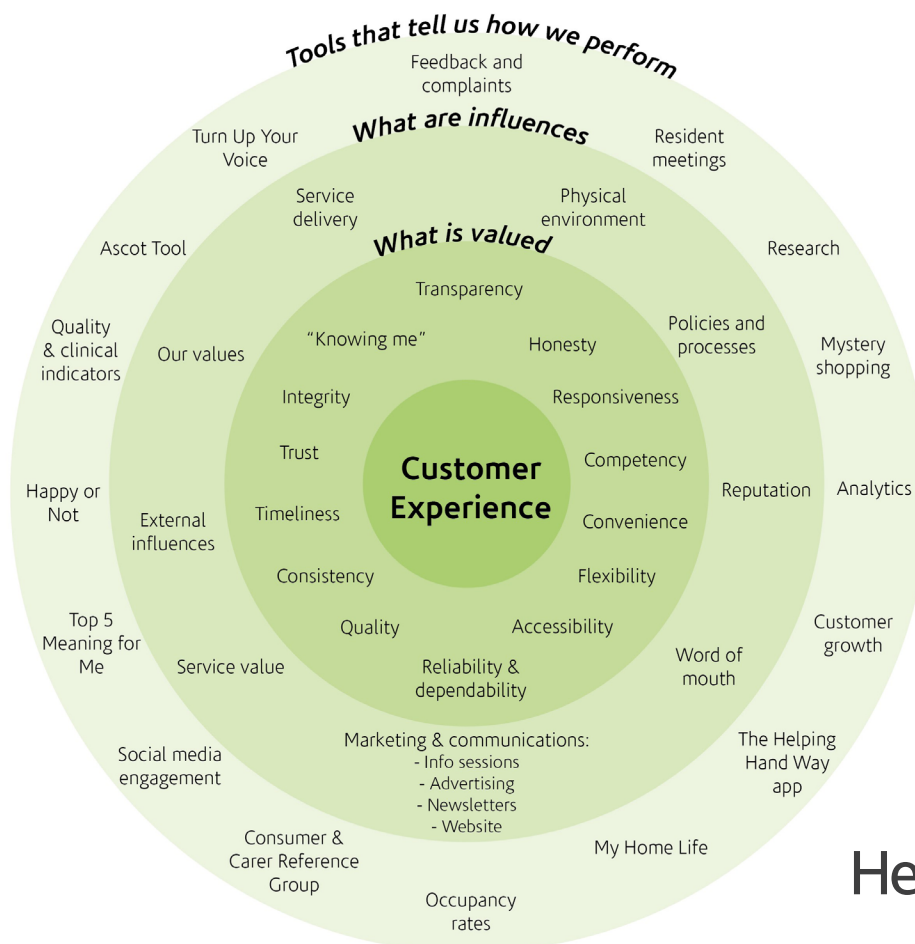 Tools that tell us how we perform
Feedback and
complaints
Resident
meetings
Research
Mystery
shopping
Analytics
Customer
growth
The Helping
Hand Way
app
My Home Life
Occupancy
rates
Consumer &
Carer Reference
Group
Social media
engagement
Top 5
Meaning for
Me
Happy or
Not
Quality
& clinical
indicators
Ascot Tool
Turn Up Your
Voice
What are influences
Service
delivery
Physical
environment
Policies and
processes
Reputation
Word of
mouth
Marketing & communications:
- Info sessions
- Advertising
- Newsletters
- Website
Service value
External
influences
Our values
What is valued
Transparency
"Knowing me"
Honesty
Integrity
Responsiveness
Trust
Competency
Timeliness
Convenience
Consistency
Flexibility
Quality
Accessibility
Reliability &
dependability
Customer
Experience
He